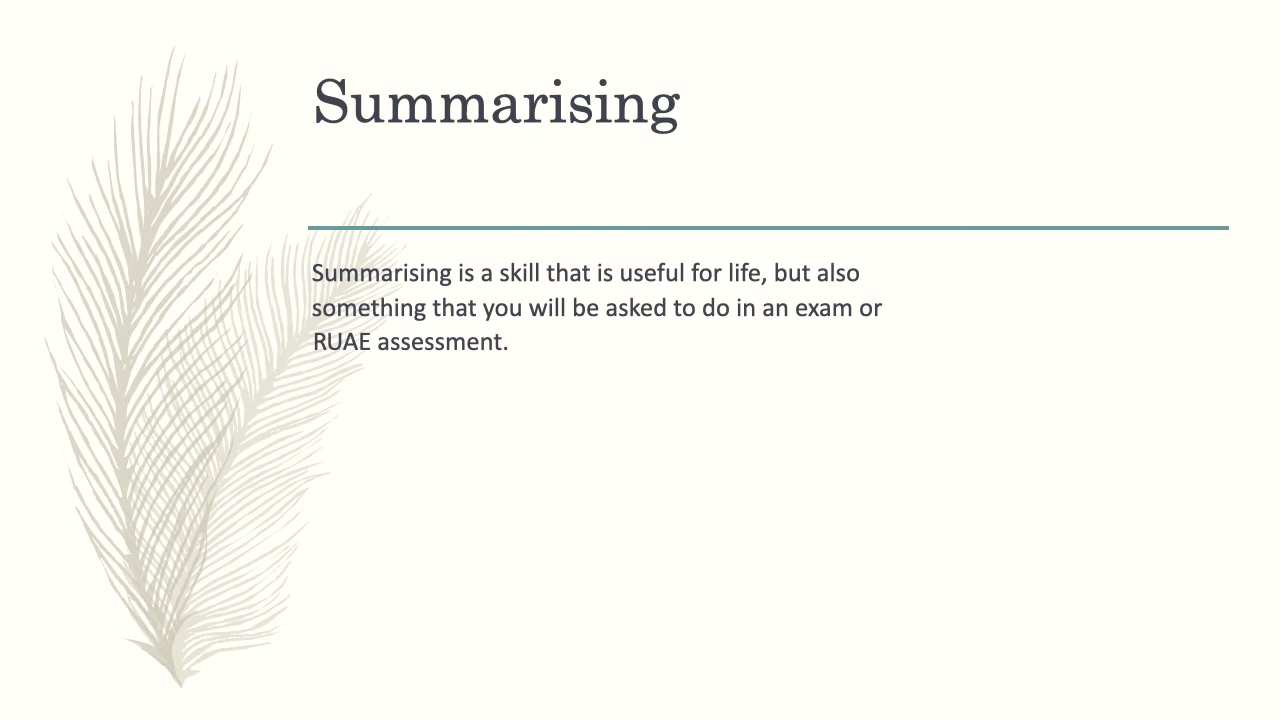 Summarising
Summarising is a skill that is useful for life, but also
something that you will be asked to do in an exam or
RUAE assessment.